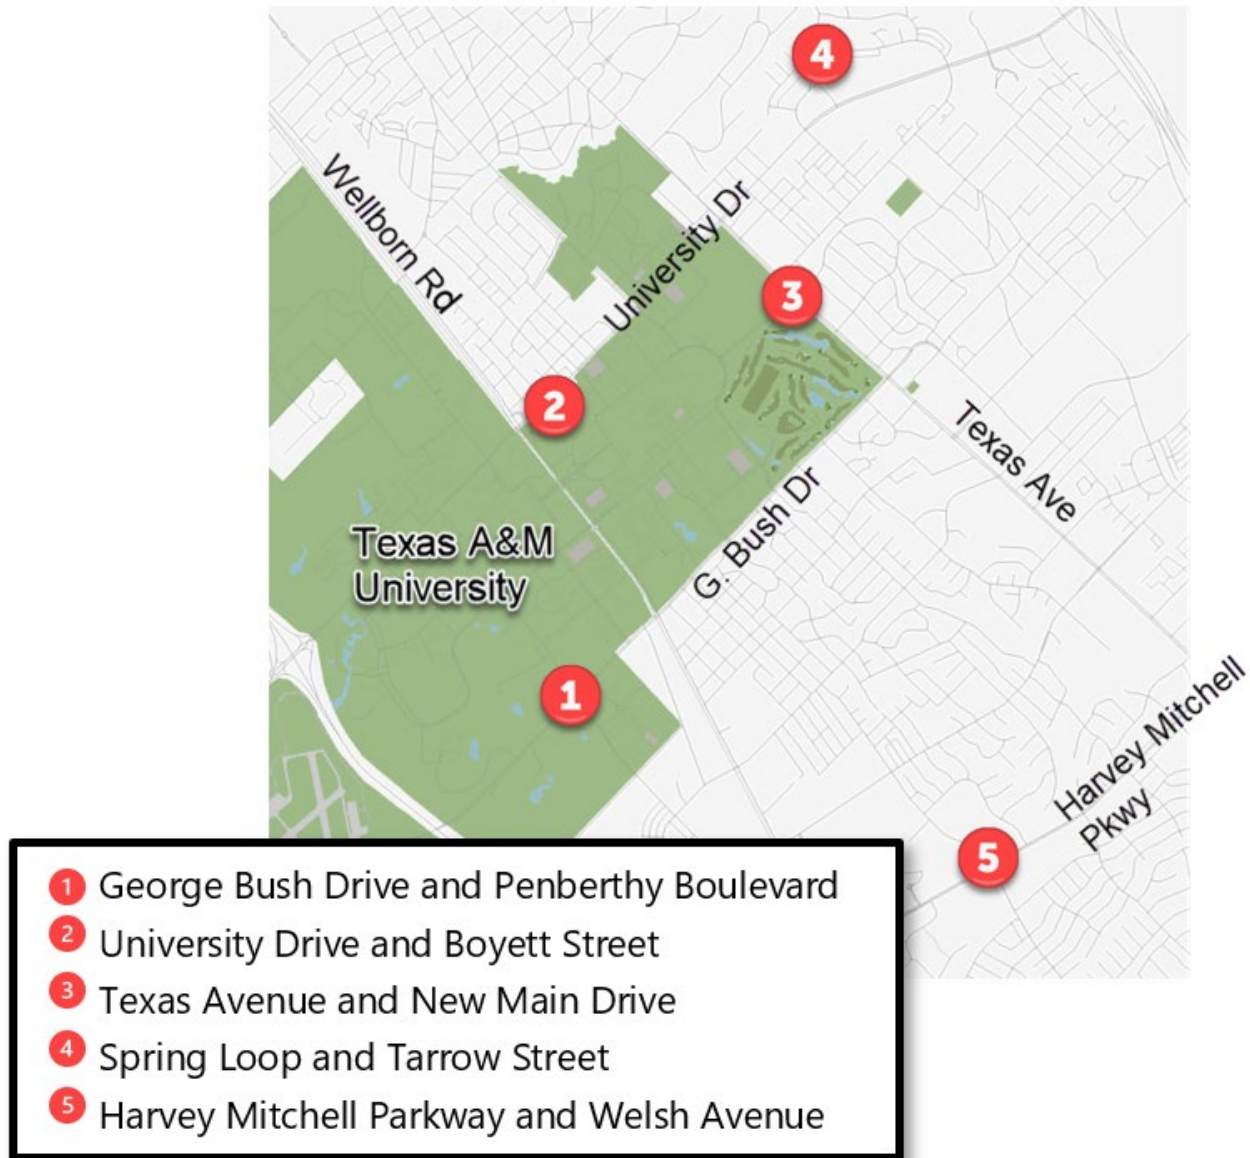 4
Wellborn Rd
University Dr
3
2
Texas Ave
G. Bush Dr
Texas A&M
University
1
Harvey Mitchell
Pkwy
5
1 George Bush Drive and Penberthy Boulevard
2 University Drive and Boyett Street
3 Texas Avenue and New Main Drive
4 Spring Loop and Tarrow Street
5 Harvey Mitchell Parkway and Welsh Avenue